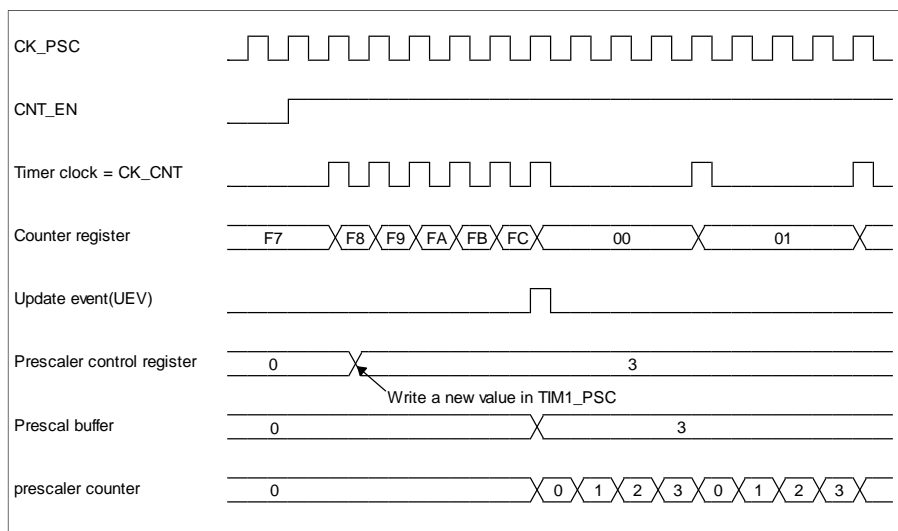 CK_PSC
CNT_EN
Timer clock = CK_CNT
Counter register
F7 F8 F9 FA FB FC 00 01
Update event(UEV)
Prescaler control register
0 3
Write a new value in TIM1_PSC
Prescal buffer
0 3
prescaler counter
0 0 1 2 3 0 1 2 3